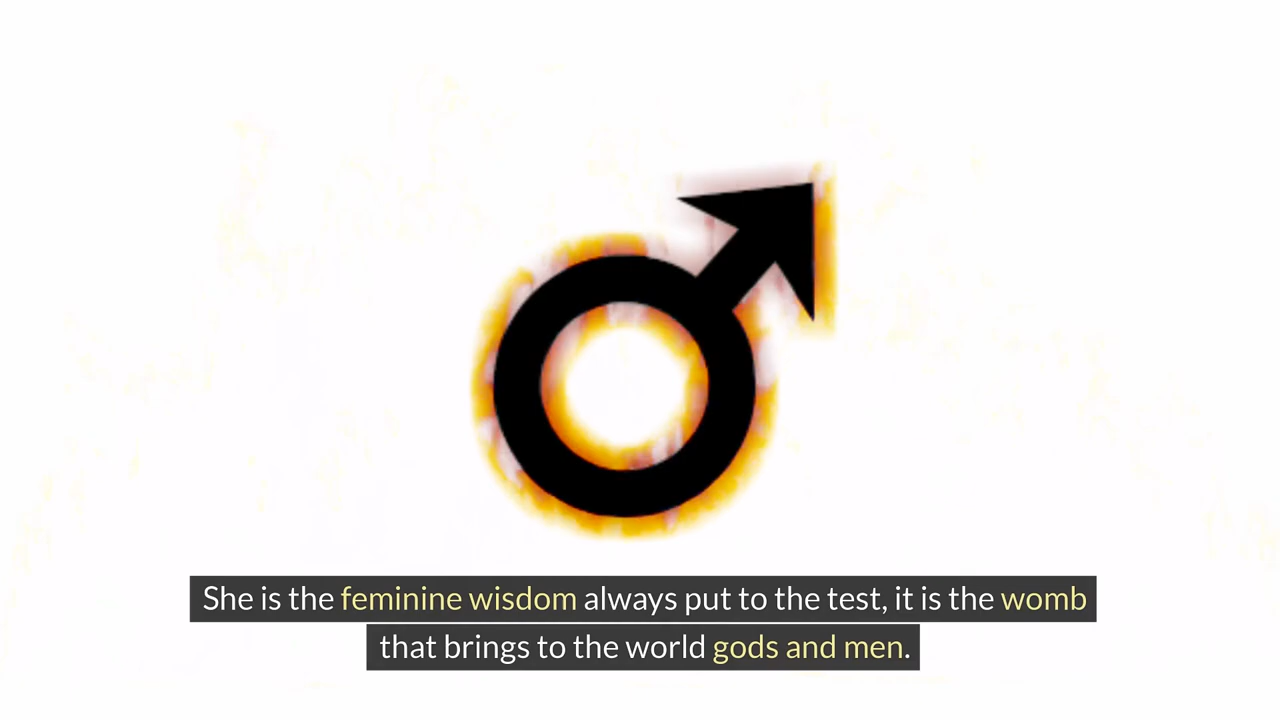 She is the feminine wisdom always put to the test, it is the womb
that brings to the world gods and men.